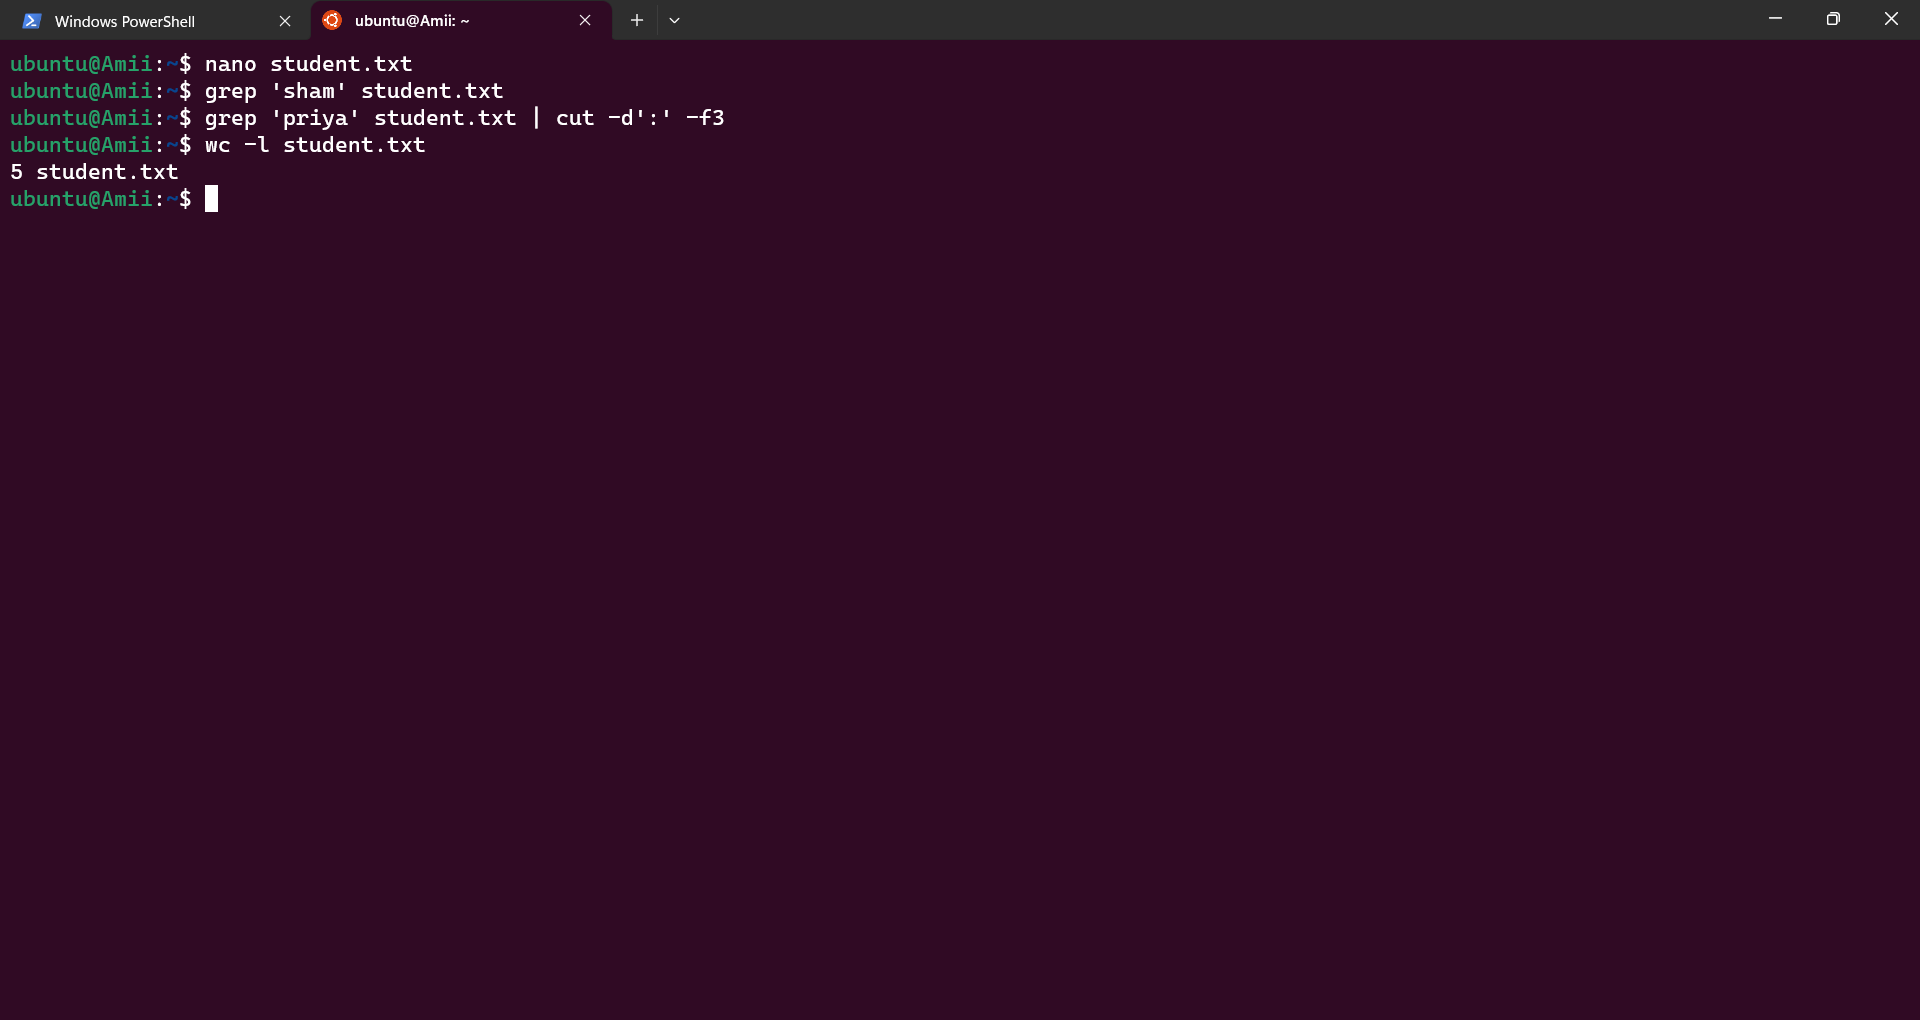 Windows PowerShell
ubuntu@Amii: ~
ubuntu@Amii:~$ nano student.txt
ubuntu@Amii:~$ grep 'sham' student.txt
ubuntu@Amii:~$ grep 'priya' student.txt | cut -d':' -f3
ubuntu@Amii:~$ wc -l student.txt
5 student.txt
ubuntu@Amii:~$